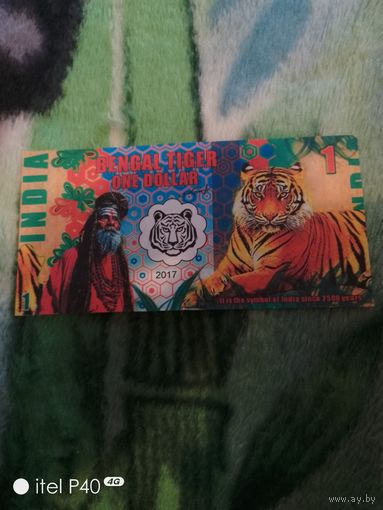 INDIA
BENGAL TIGER
ONE DOLLAR
1
2017
1
It is the symbol of India since 2500 years
itel P40 4G
www.ay.by